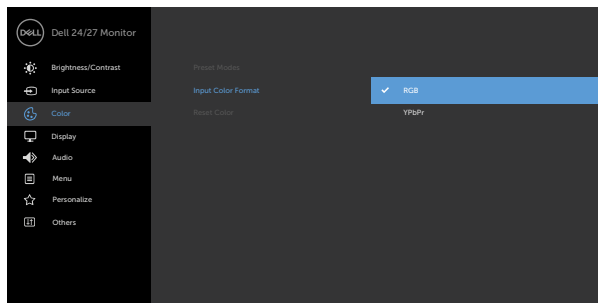 DELL Dell 24/27 Monitor
Brightness/Contrast
Preset Modes
Input Source
Input Color Format
RGB
Color
Reset Color
YPbPr
Display
Audio
Menu
Personalize
Others